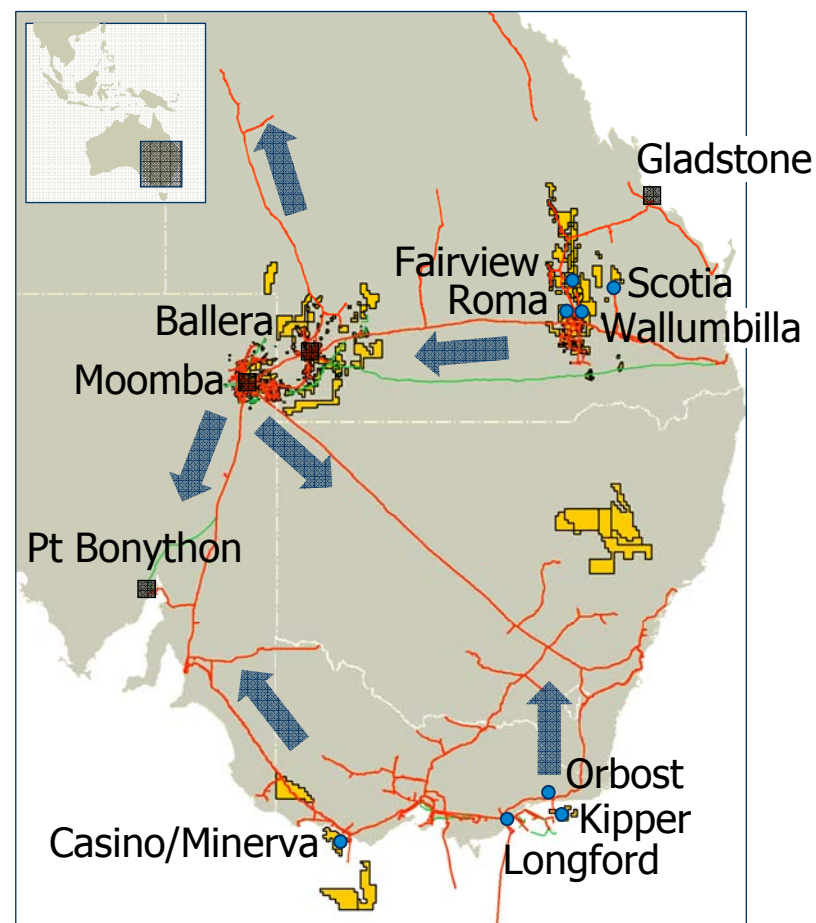 Gladstone
Fairview
Scotia
Roma
Ballera
Wallumbilla
Moomba
Pt Bonython
Orbost
Kipper
Casino/Minerva
Longford